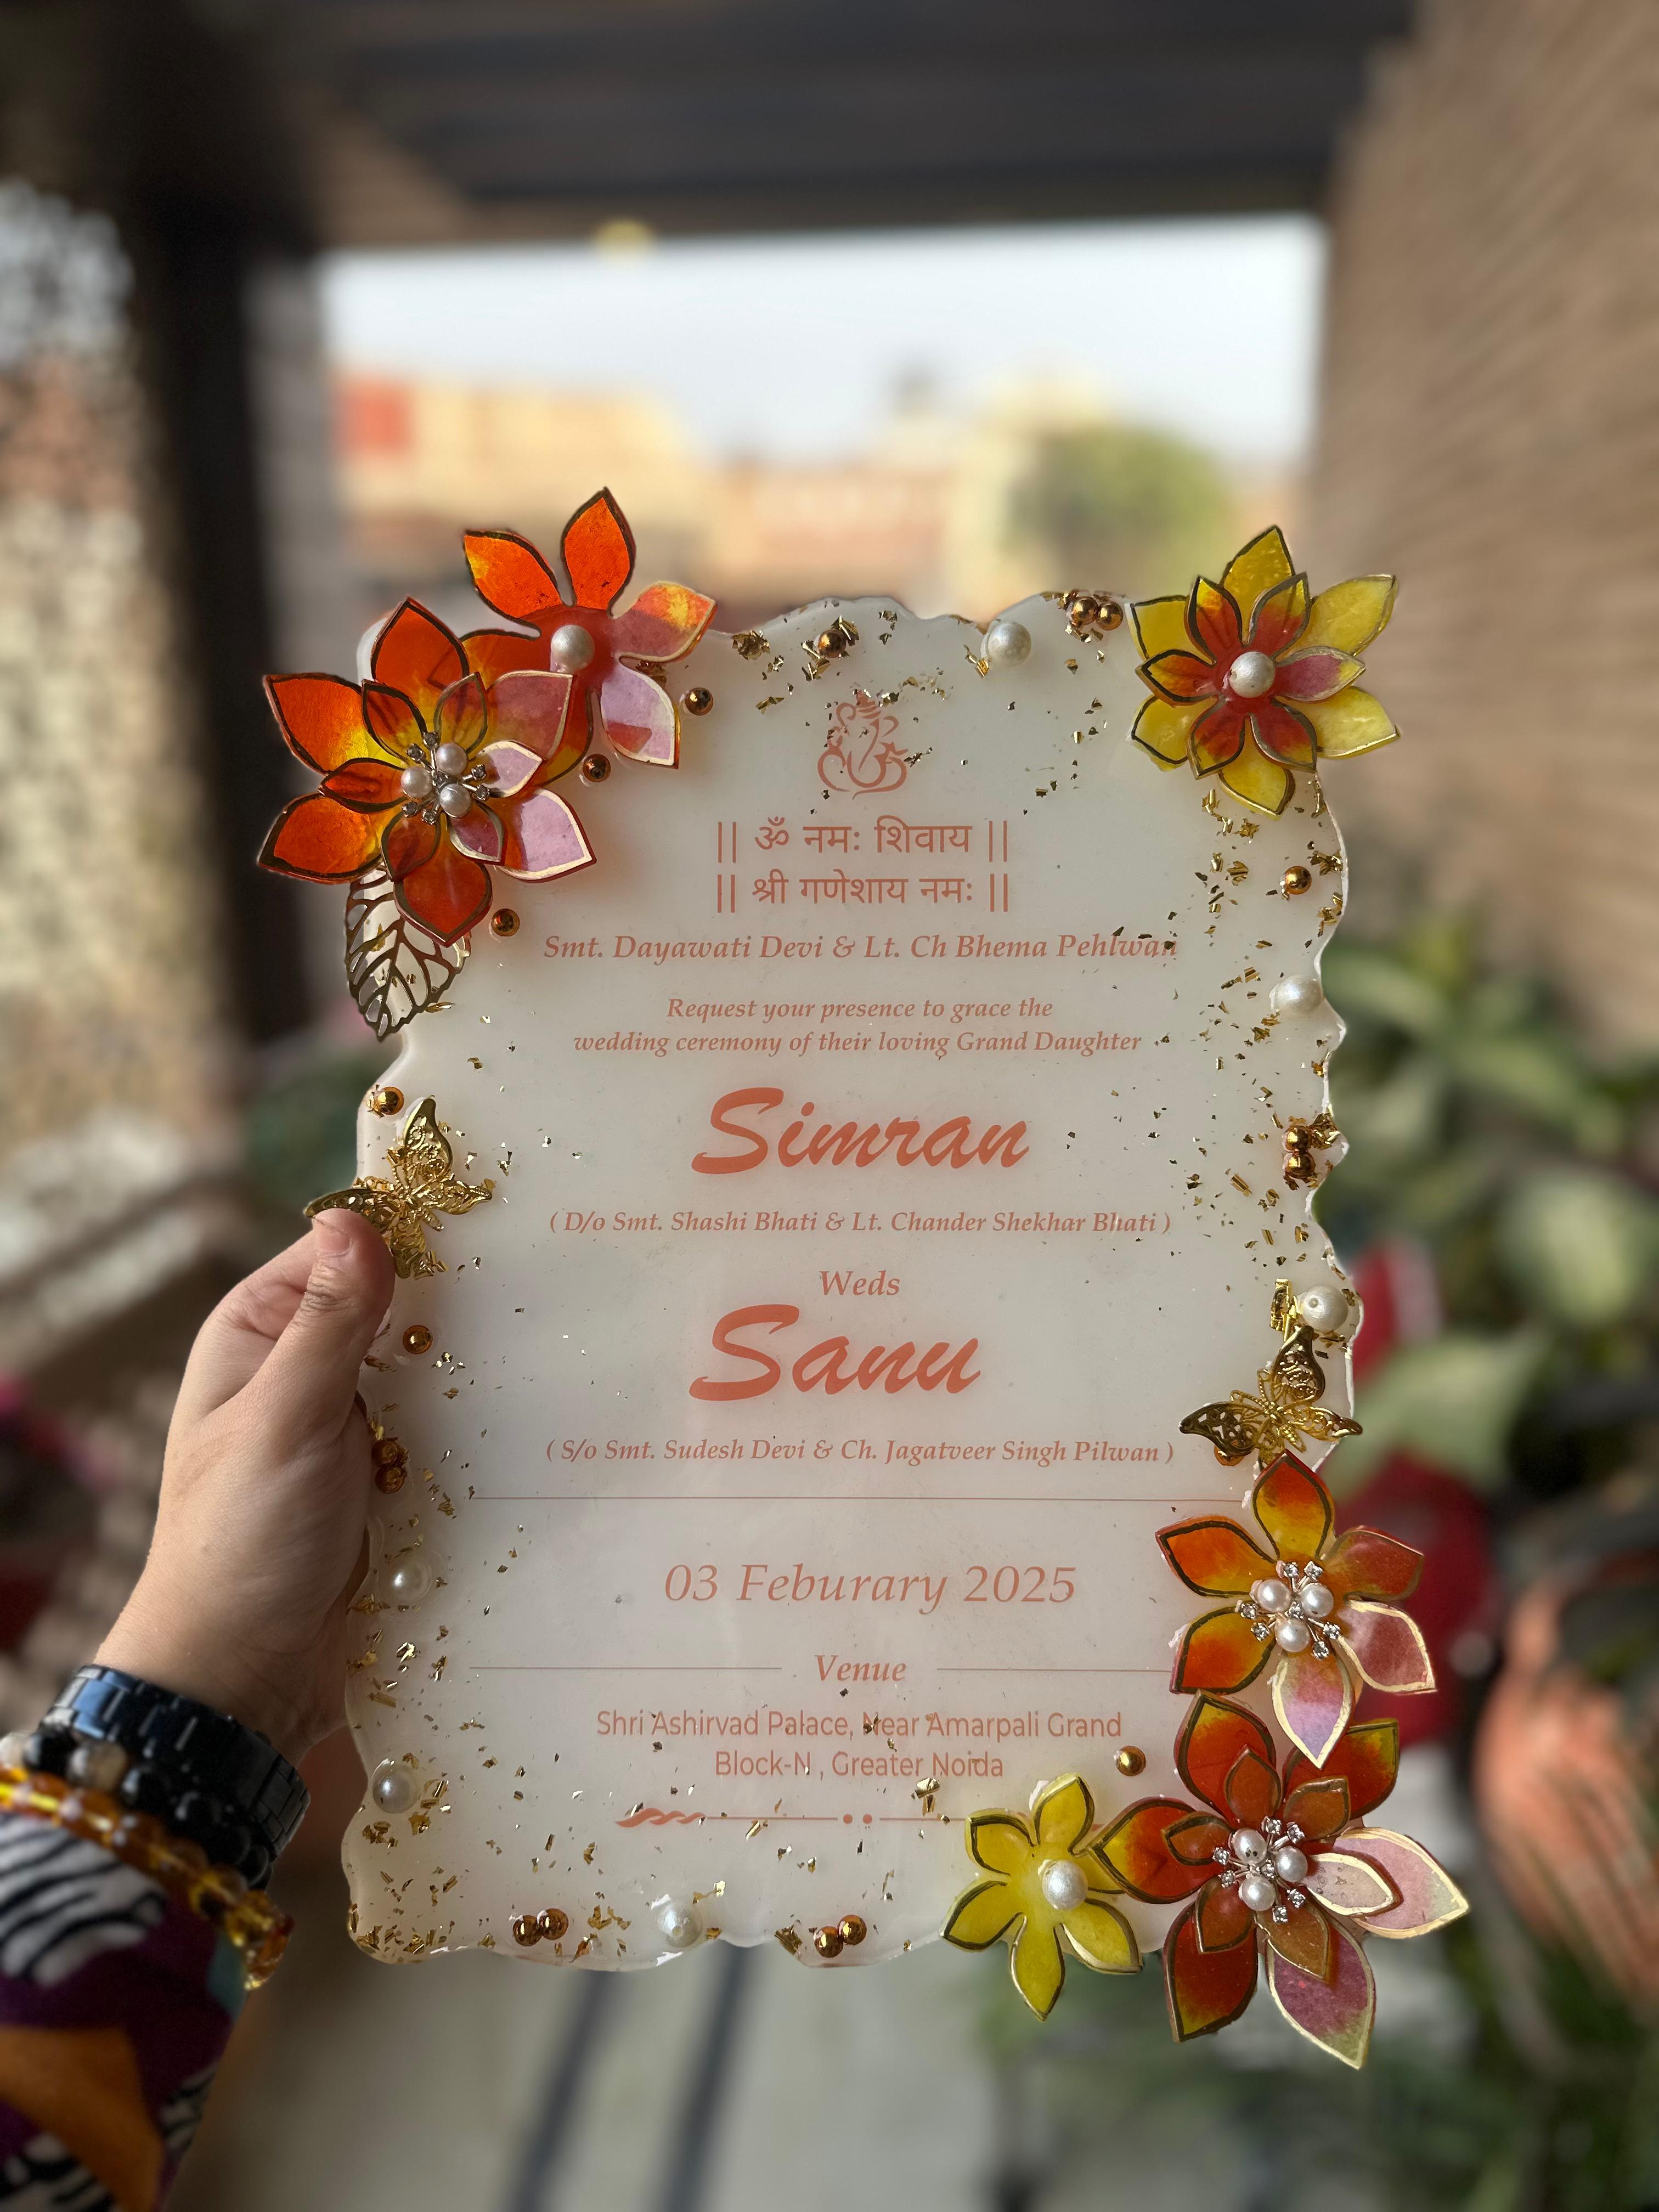 || ॐ नमः शिवाय ||
|| श्री गणेशाय नमः ||
Smt. Dayawati Devi & Lt. Ch Bhema Pehlwan
Request your presence to grace the
wedding ceremony of their loving Grand Daughter
Simran
( D/o Smt. Shashi Bhati & Lt. Chander Shekhar Bhati )
Weds
Sanu
( S/o Smt. Sudesh Devi & Ch. Jagatveer Singh Pilwan )
03 Feburary 2025
Venue
Shri Ashirvad Palace, Near Amarpali Grand
Block-N , Greater Noida